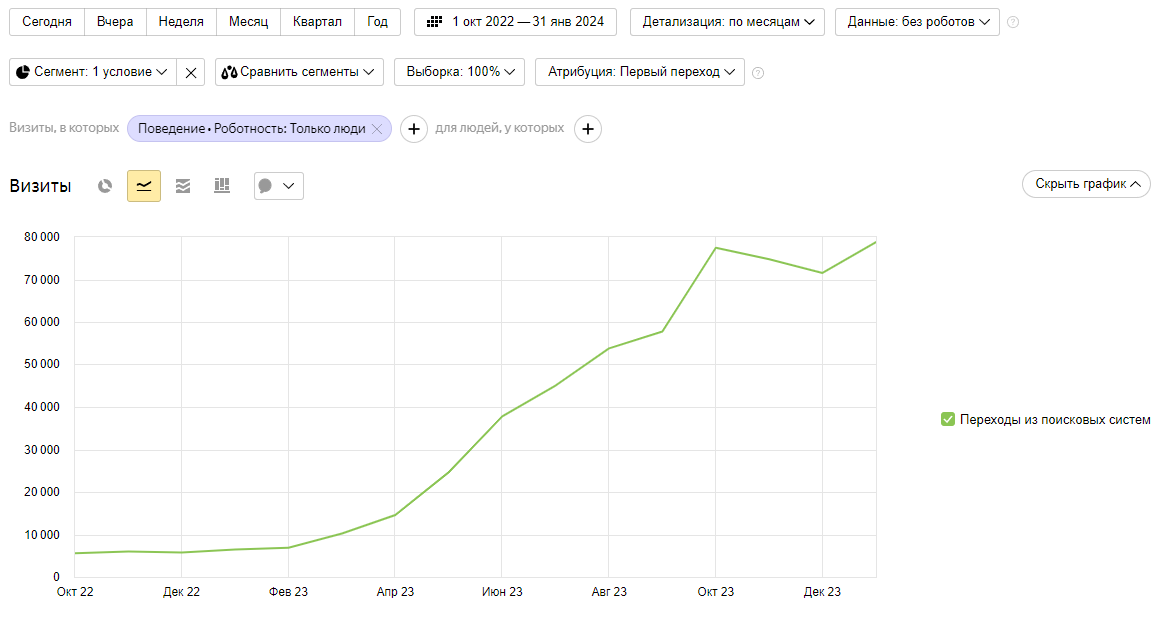 Сегодня Вчера Неделя Месяц Квартал Год 1 окт 2022 — 31 янв 2024 Детализация: по месяцам Данные: без роботов ?
Сегмент: 1 условие Сравнить сегменты Выборка: 100% Атрибуция: Первый переход ?
Визиты, в которых Поведение • Роботность: Только люди для людей, у которых
Визиты Скрыть график
80 000
70 000
60 000
50 000
40 000
30 000
20 000
10 000
0
Переходы из поисковых систем
Окт 22 Дек 22 Фев 23 Апр 23 Июн 23 Авг 23 Окт 23 Дек 23